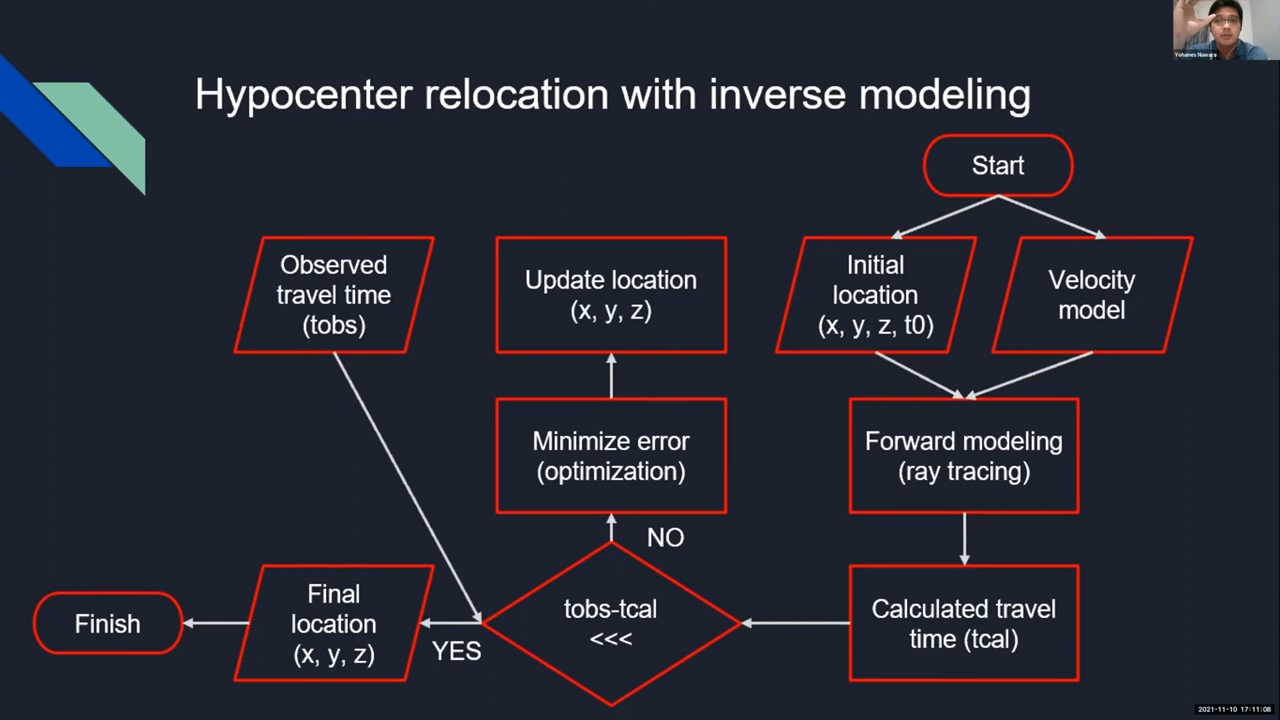 Yohanes Nuwara
Hypocenter relocation with inverse modeling
Start
Observed
travel time
(tobs)
Update location
(x, y, z)
Initial
location
(x, y, z, t0)
Velocity
model
Minimize error
(optimization)
Forward modeling
(ray tracing)
NO
Finish
Final
location
(x, y, z)
YES
tobs-tcal
<<<
Calculated travel
time (tcal)
2021-11-10 17:11:08